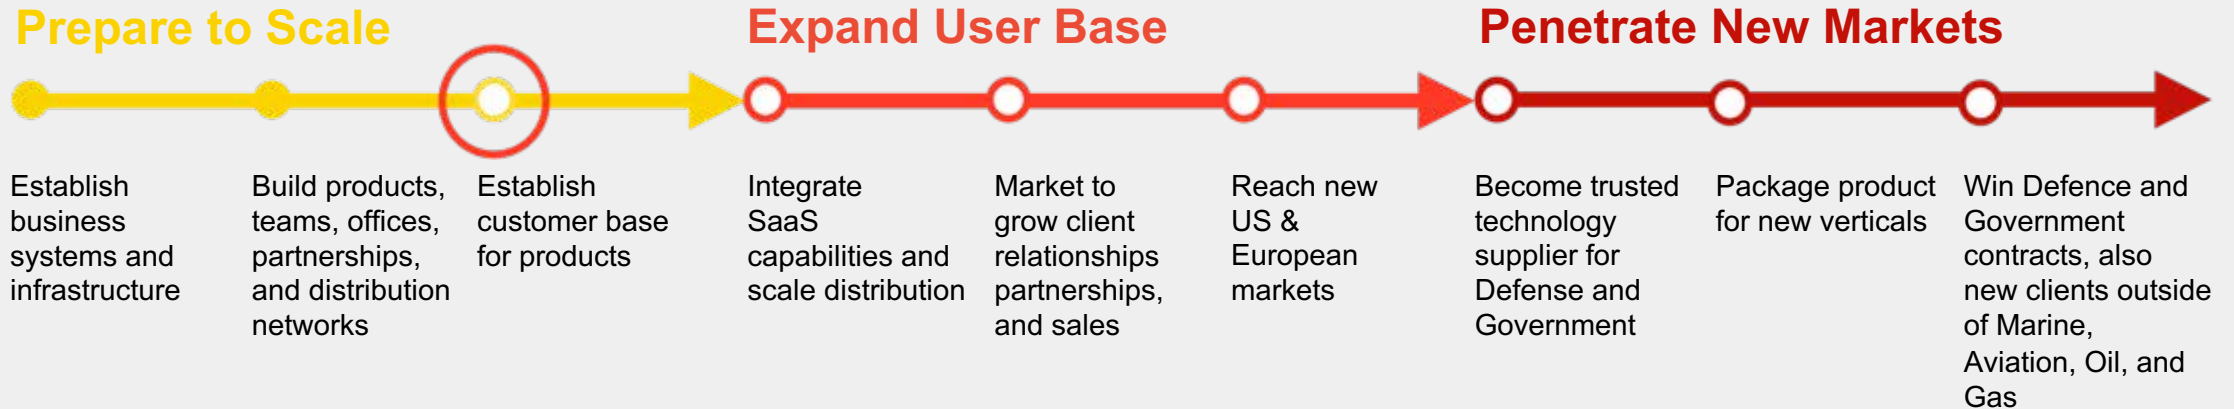 Prepare to Scale
Expand User Base
Penetrate New Markets
Establish
business
systems and
infrastructure
Build products,
teams, offices,
partnerships,
and distribution
networks
Establish
customer base
for products
Integrate
SaaS
capabilities and
scale distribution
Market to
grow client
relationships
partnerships,
and sales
Reach new
US &
European
markets
Become trusted
technology
supplier for
Defense and
Government
Package product
for new verticals
Win Defence and
Government
contracts, also
new clients outside
of Marine,
Aviation, Oil, and
Gas